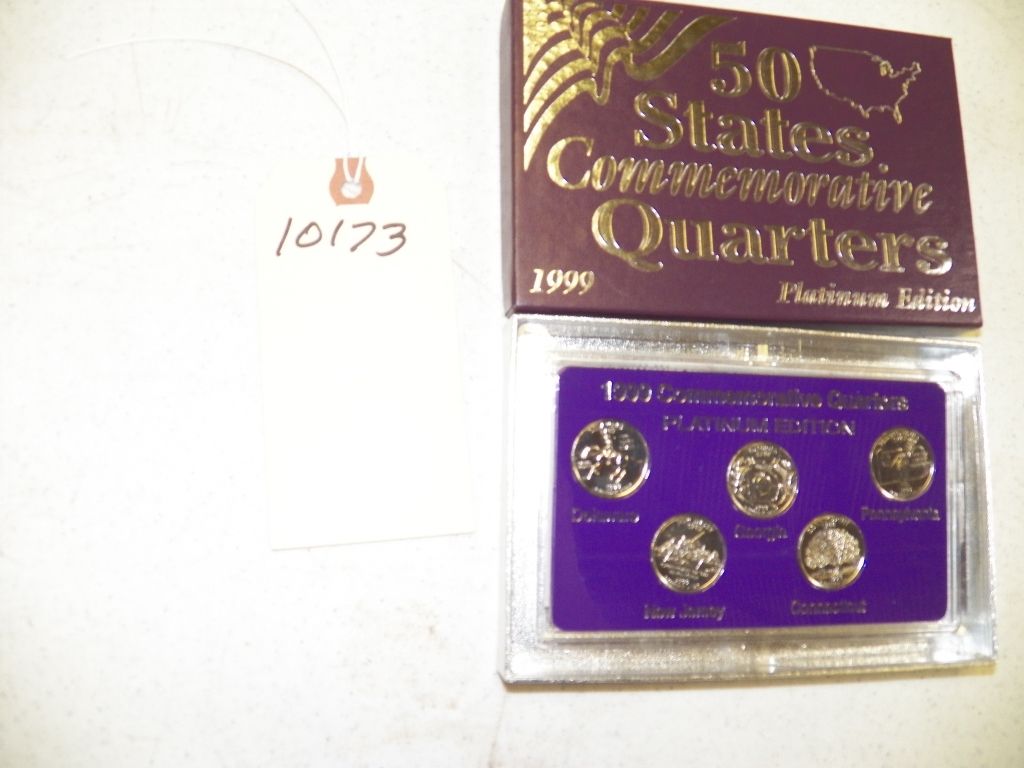 10173
50
States
Commemorative
Quarters
1999 Platinum Edition
1999 Commemorative Quarters
PLATINUM EDITION
Delaware Georgia Pennsylvania
New Jersey Connecticut